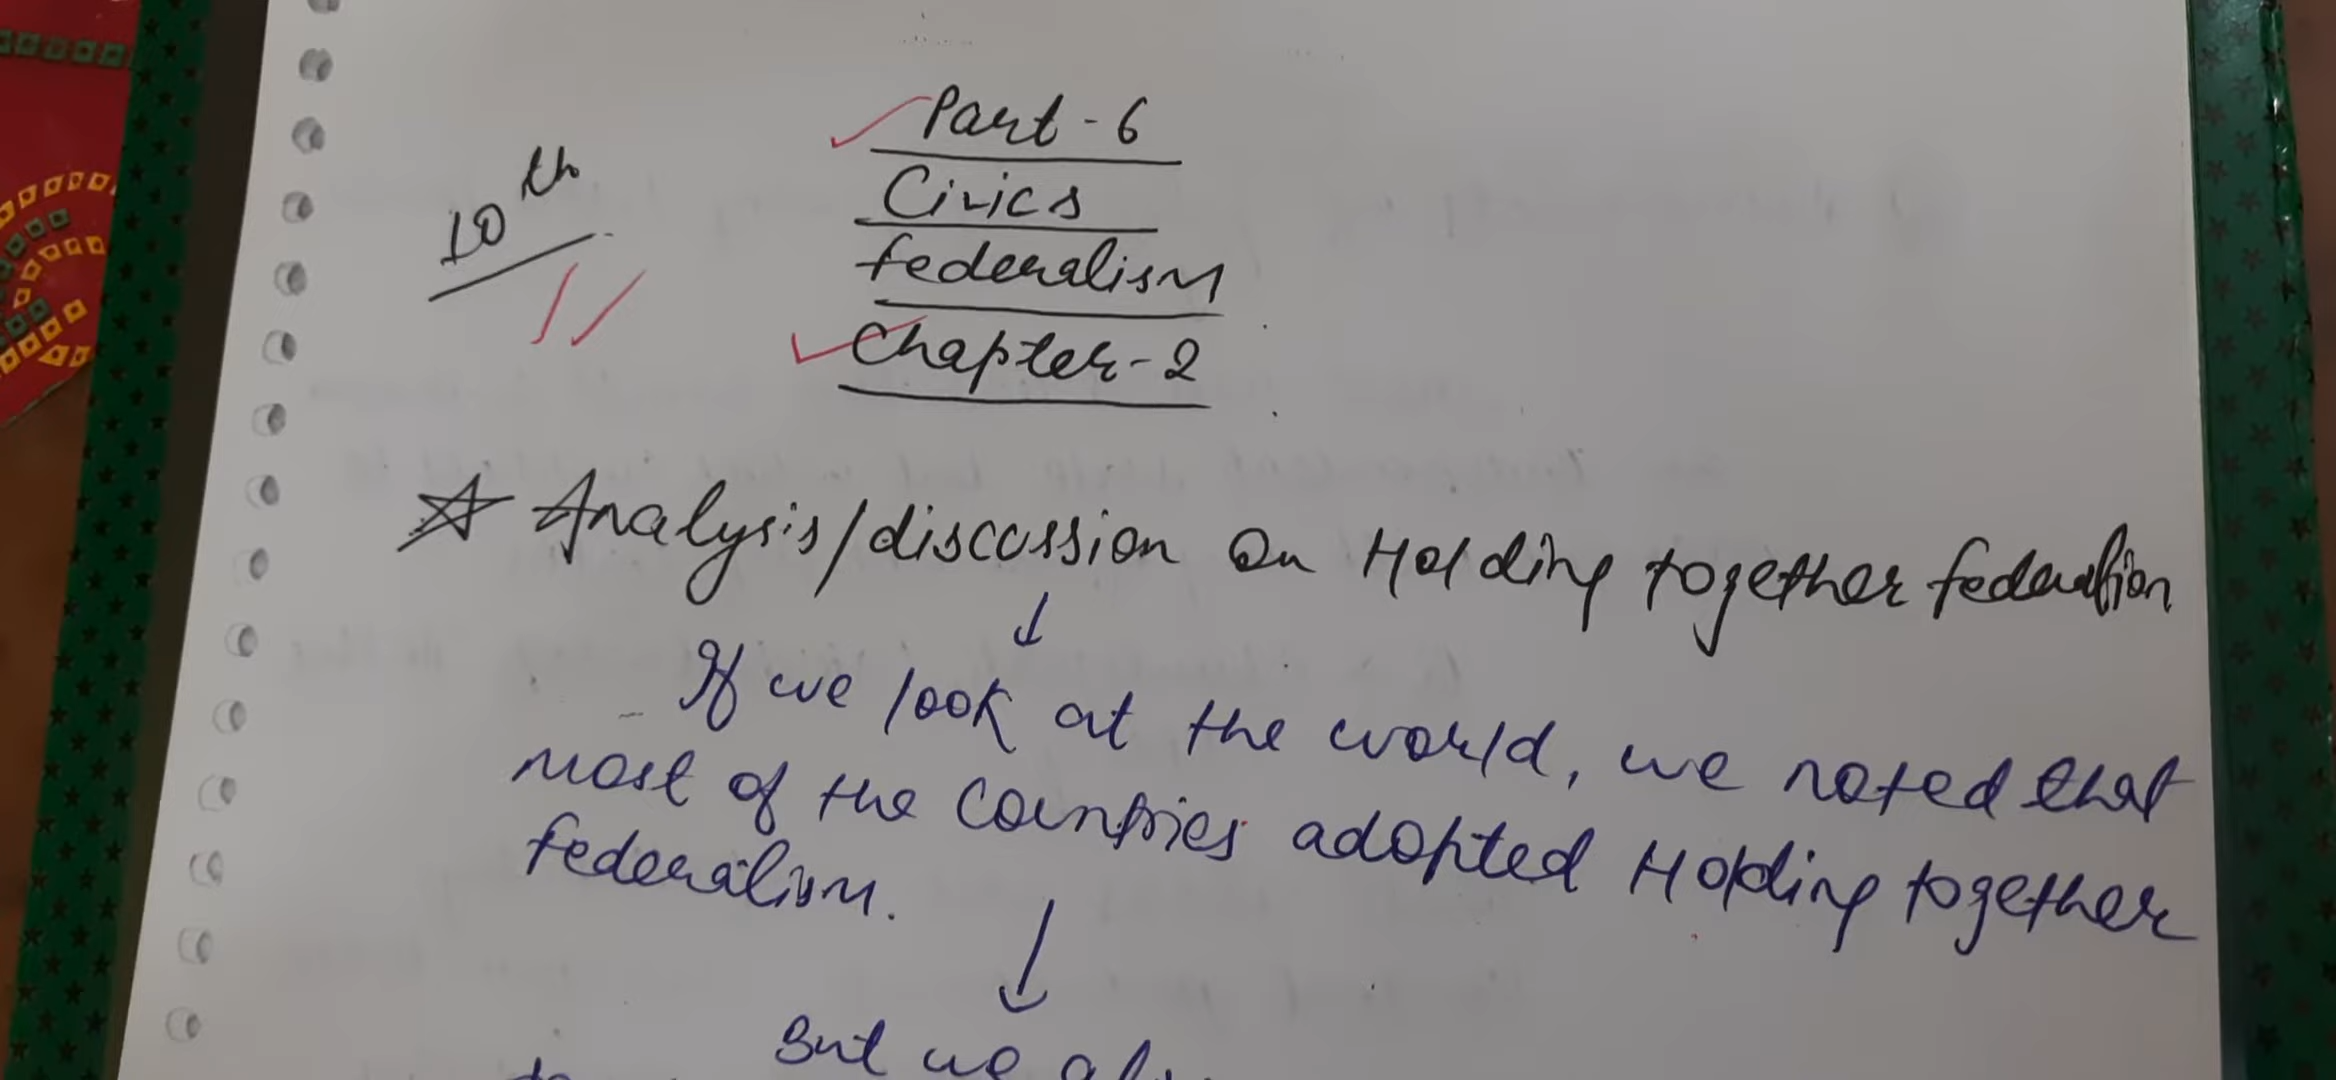 Part - 6
10th
Civics
federalism
Chapter - 2
Analysis/discussion on Holding together federation
If we look at the world, we noted that
most of the countries adopted Holding together
federalism.
But we